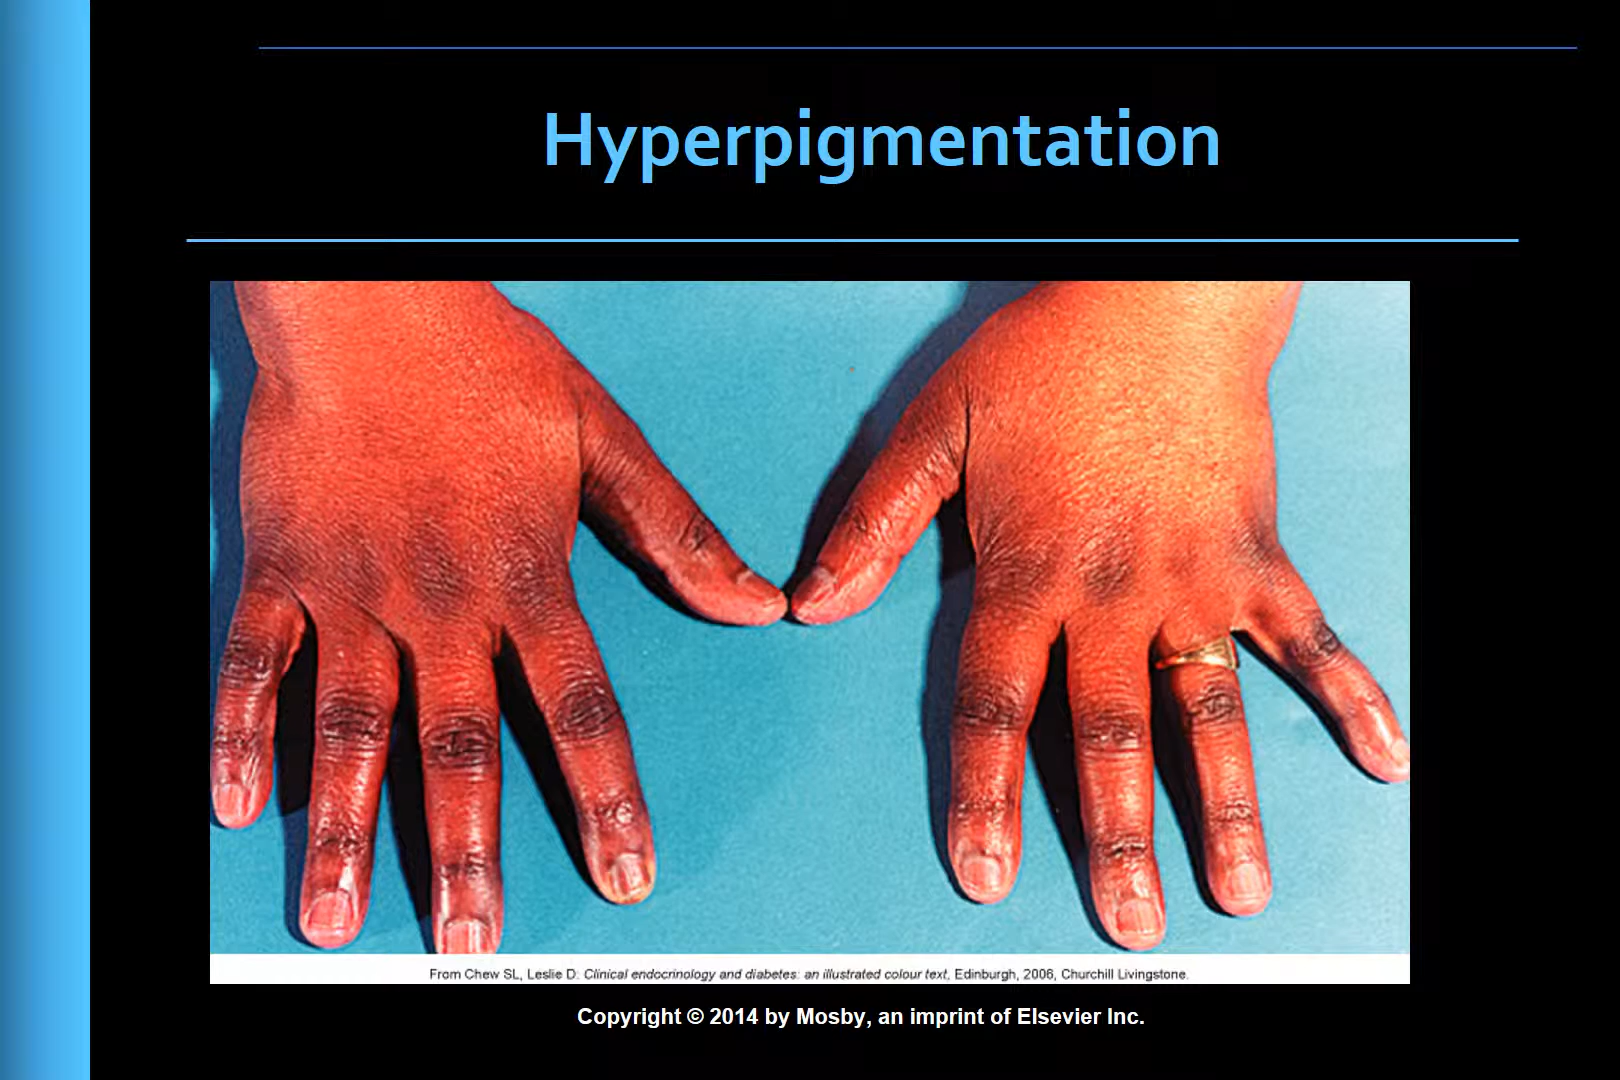 Hyperpigmentation
From Chew SL, Leslie D: Clinical endocrinology and diabetes: an illustrated colour text, Edinburgh, 2006, Churchill Livingstone.
Copyright © 2014 by Mosby, an imprint of Elsevier Inc.